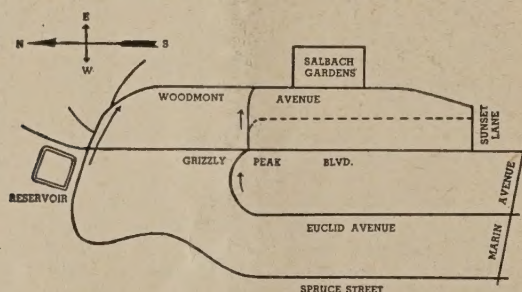 E
N S
W
SALBACH
GARDENS
WOODMONT AVENUE
SUNSET
LANE
GRIZZLY PEAK BLVD.
RESERVOIR
EUCLID AVENUE
MARIN AVENUE
SPRUCE STREET